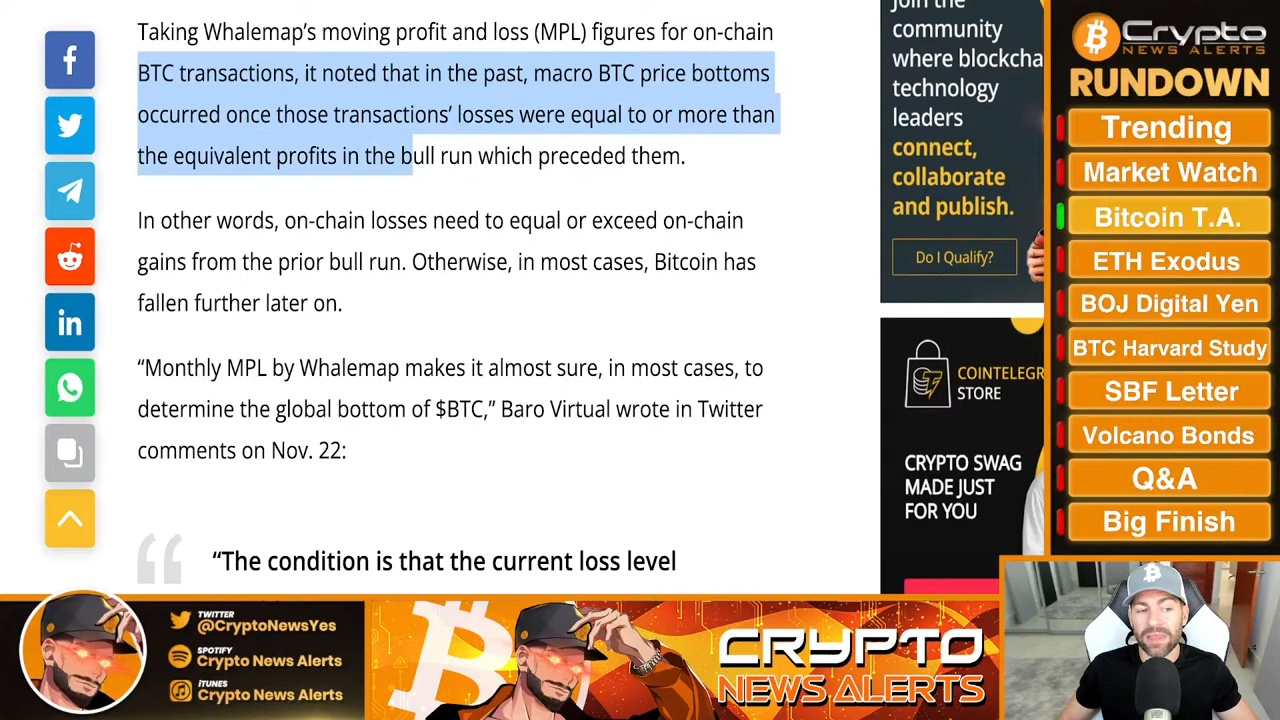 Taking Whalemap’s moving profit and loss (MPL) figures for on-chain
BTC transactions, it noted that in the past, macro BTC price bottoms
occurred once those transactions’ losses were equal to or more than
the equivalent profits in the bull run which preceded them.
In other words, on-chain losses need to equal or exceed on-chain
gains from the prior bull run. Otherwise, in most cases, Bitcoin has
fallen further later on.
“Monthly MPL by Whalemap makes it almost sure, in most cases, to
determine the global bottom of $BTC,” Baro Virtual wrote in Twitter
comments on Nov. 22:
“The condition is that the current loss level
Join the
community
where blockcha
technology
leaders
connect,
collaborate
and publish.
Do I Qualify?
COINTELEGR
STORE
CRYPTO SWAG
MADE JUST
FOR YOU
Crypto
NEWS ALERTS
RUNDOWN
Trending
Market Watch
Bitcoin T.A.
ETH Exodus
BOJ Digital Yen
BTC Harvard Study
SBF Letter
Volcano Bonds
Q&A
Big Finish
TWITTER
@CryptoNewsYes
SPOTIFY
Crypto News Alerts
iTUNES
Crypto News Alerts
CRYPTO
NEWS ALERTS